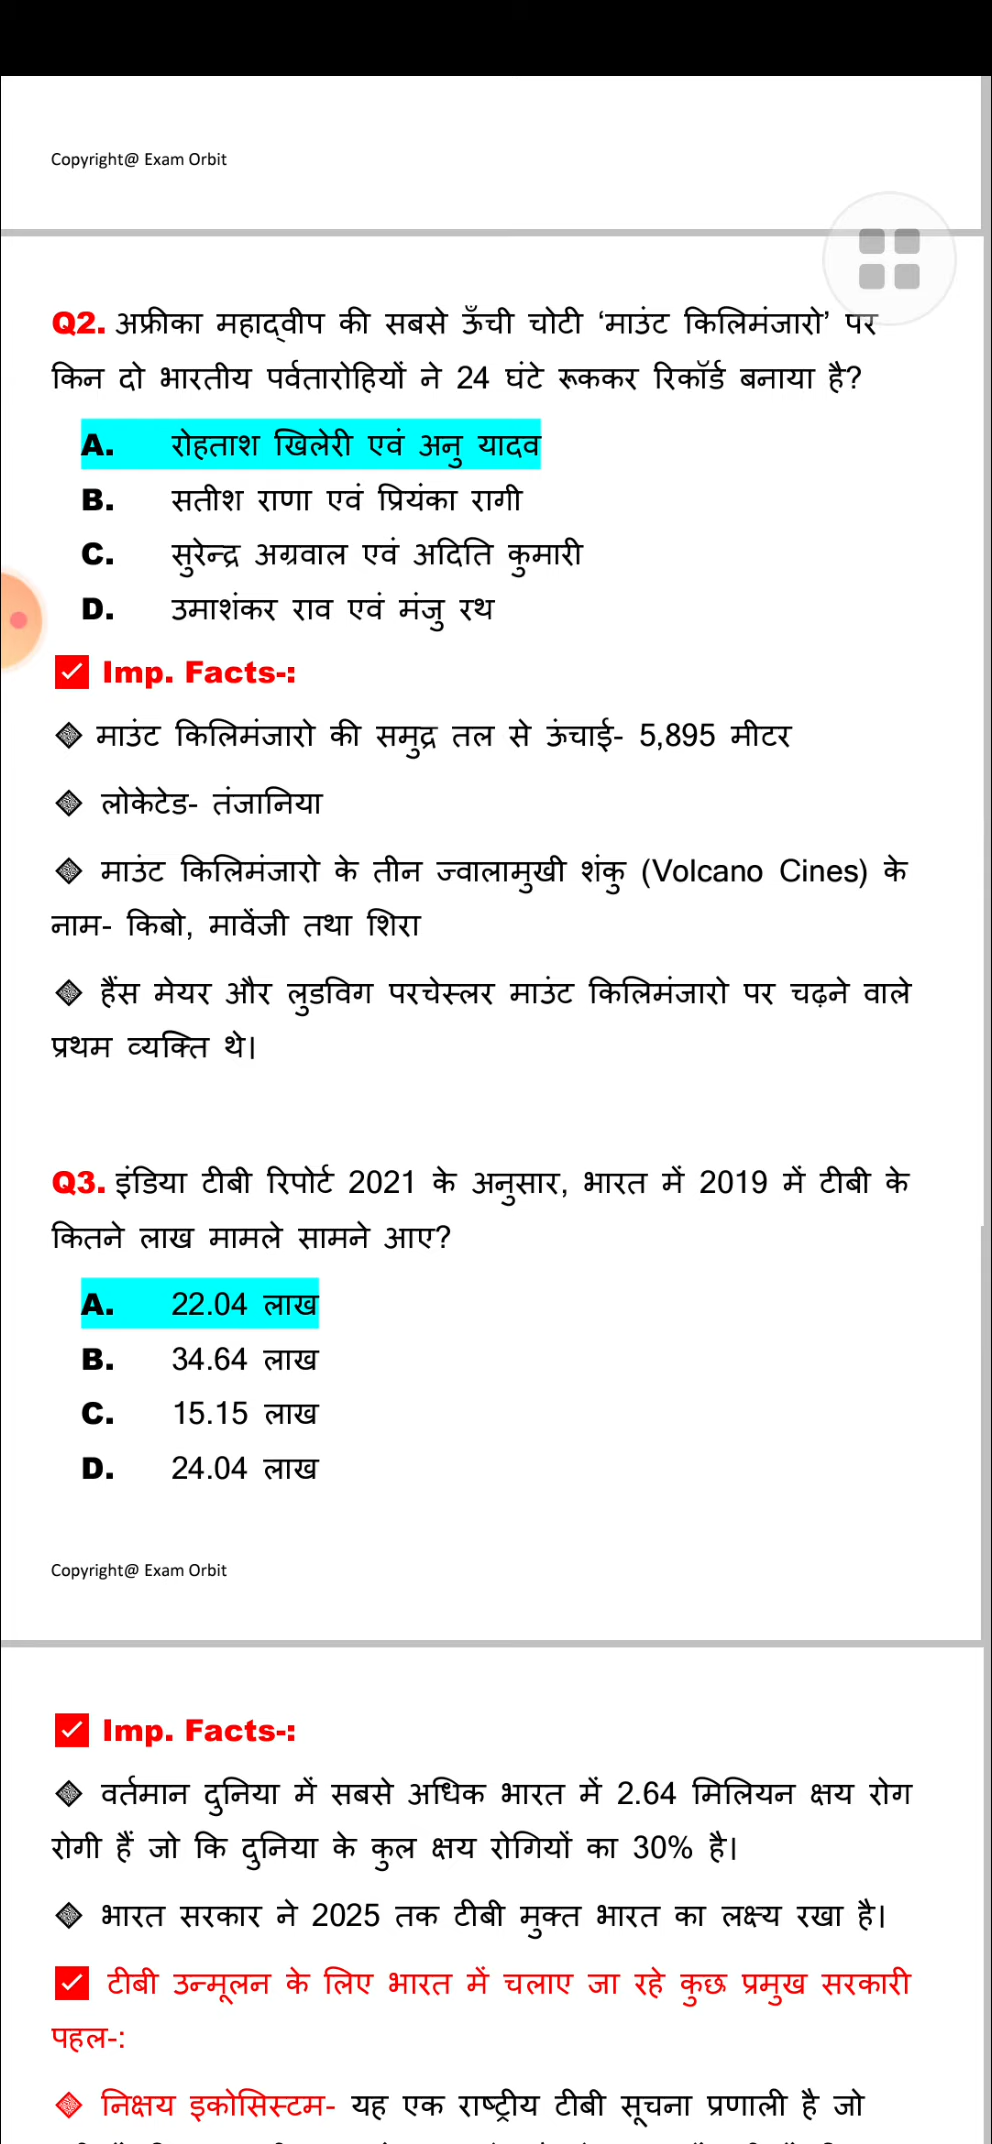 Copyright@ Exam Orbit
Q2. अफ्रीका महाद्वीप की सबसे ऊँची चोटी ‘माउंट किलिमंजारो’ पर
किन दो भारतीय पर्वतारोहियों ने 24 घंटे रूककर रिकॉर्ड बनाया है?
A. रोहताश खिलेरी एवं अनु यादव
B. सतीश राणा एवं प्रियंका रागी
C. सुरेन्द्र अग्रवाल एवं अदिति कुमारी
D. उमाशंकर राव एवं मंजु रथ
Imp. Facts-:
माउंट किलिमंजारो की समुद्र तल से ऊंचाई- 5,895 मीटर
लोकेटेड- तंजानिया
माउंट किलिमंजारो के तीन ज्वालामुखी शंकु (Volcano Cines) के
नाम- किबो, मावेंजी तथा शिरा
हैंस मेयर और लुडविग परचेस्लर माउंट किलिमंजारो पर चढ़ने वाले
प्रथम व्यक्ति थे।
Q3. इंडिया टीबी रिपोर्ट 2021 के अनुसार, भारत में 2019 में टीबी के
कितने लाख मामले सामने आए?
A. 22.04 लाख
B. 34.64 लाख
C. 15.15 लाख
D. 24.04 लाख
Copyright@ Exam Orbit
Imp. Facts-:
वर्तमान दुनिया में सबसे अधिक भारत में 2.64 मिलियन क्षय रोग
रोगी हैं जो कि दुनिया के कुल क्षय रोगियों का 30% है।
भारत सरकार ने 2025 तक टीबी मुक्त भारत का लक्ष्य रखा है।
टीबी उन्मूलन के लिए भारत में चलाए जा रहे कुछ प्रमुख सरकारी
पहल-:
निक्षय इकोसिस्टम- यह एक राष्ट्रीय टीबी सूचना प्रणाली है जो